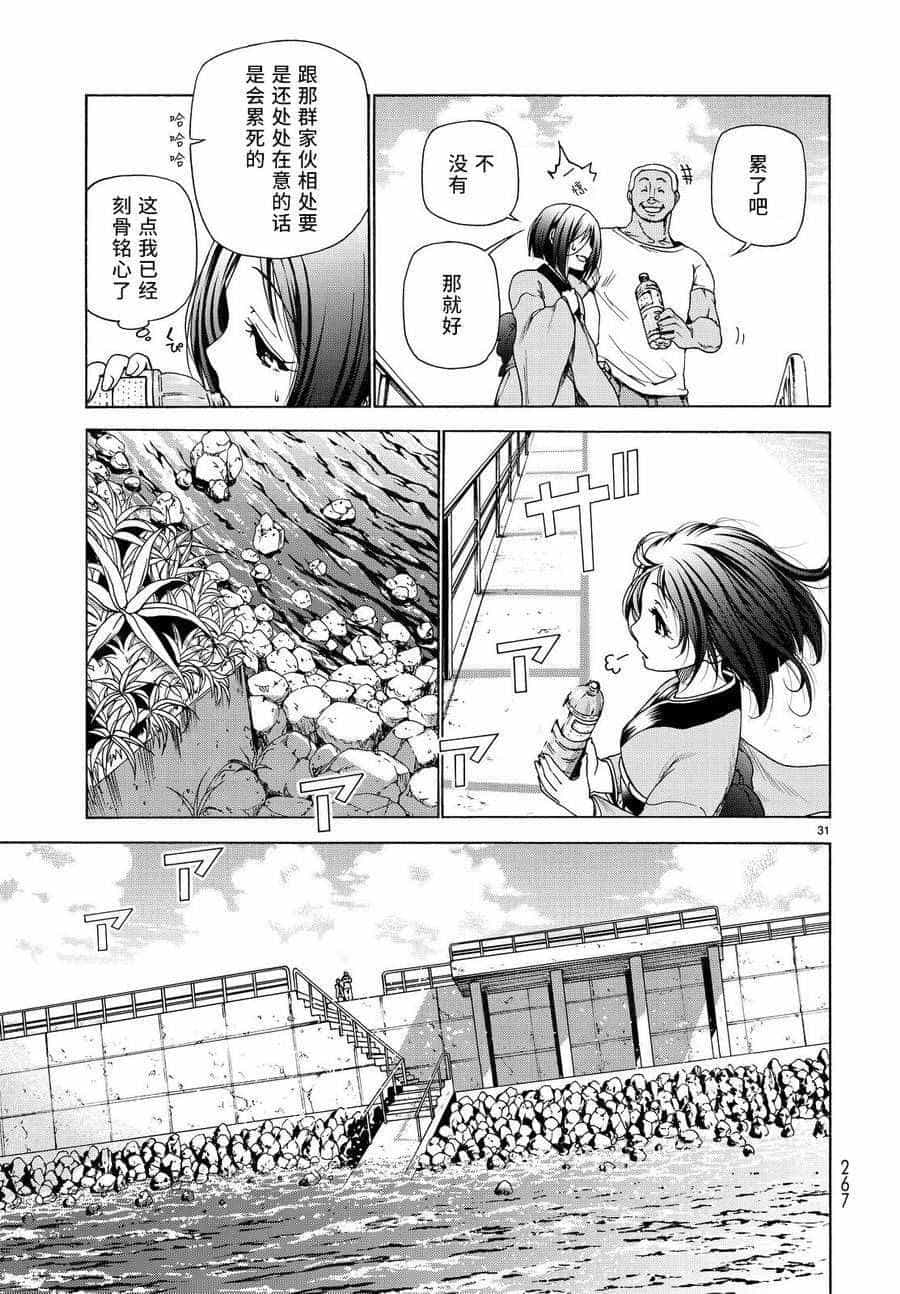 累了吧
不
没有
那就好
跟那群家伙相处要
是还处处在意的话
是会累死的
哈
哈
哈
这点我已经
刻骨铭心了
ザ
ア
ア
ア
ア
ア
31
267